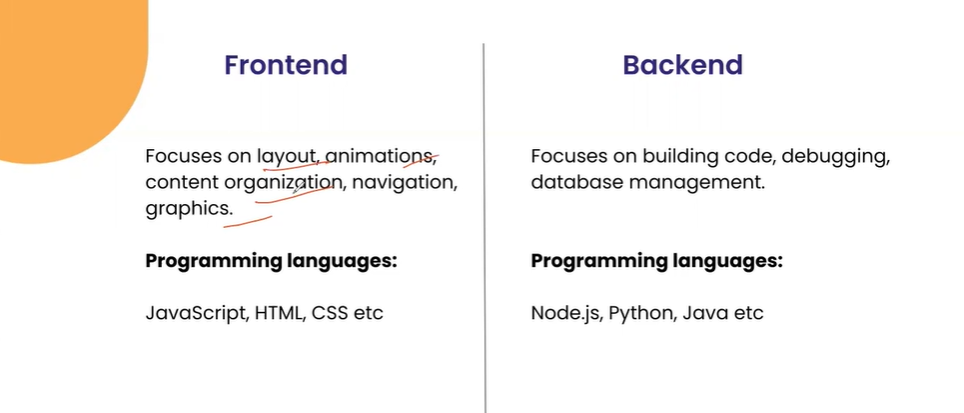 Frontend
Focuses on layout, animations,
content organization, navigation,
graphics.
Programming languages:
JavaScript, HTML, CSS etc
Backend
Focuses on building code, debugging,
database management.
Programming languages:
Node.js, Python, Java etc